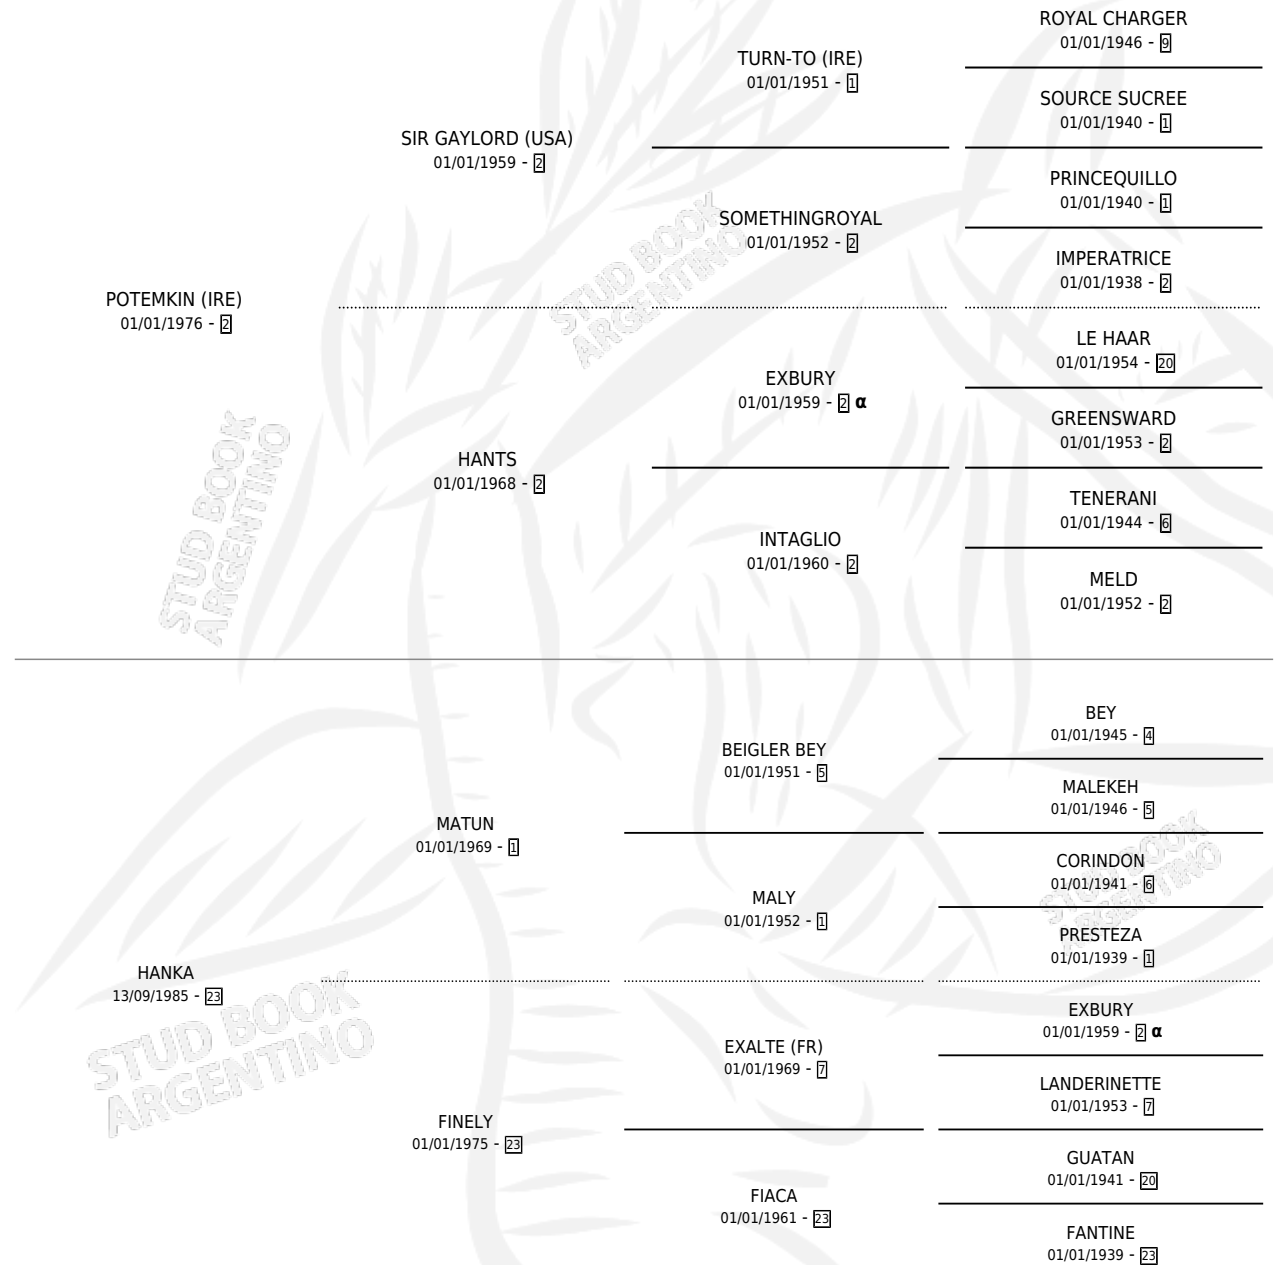 ROYAL CHARGER
01/01/1946 - 9
TURN-TO (IRE)
01/01/1951 - 1
SOURCE SUCREE
01/01/1940 - 1
SIR GAYLORD (USA)
01/01/1959 - 2
PRINCEQUILLO
01/01/1940 - 1
SOMETHINGROYAL
01/01/1952 - 2
IMPERATRICE
01/01/1938 - 2
POTEMKIN (IRE)
01/01/1976 - 2
LE HAAR
01/01/1954 - 20
EXBURY
01/01/1959 - 2 α
GREENSWARD
01/01/1953 - 2
HANTS
01/01/1968 - 2
TENERANI
01/01/1944 - 6
INTAGLIO
01/01/1960 - 2
MELD
01/01/1952 - 2
BEY
01/01/1945 - 4
BEIGLER BEY
01/01/1951 - 5
MALEKEH
01/01/1946 - 5
MATUN
01/01/1969 - 1
CORINDON
01/01/1941 - 6
MALY
01/01/1952 - 1
PRESTEZA
01/01/1939 - 1
HANKA
13/09/1985 - 23
EXBURY
01/01/1959 - 2 α
EXALTE (FR)
01/01/1969 - 7
LANDERINETTE
01/01/1953 - 7
FINELY
01/01/1975 - 23
GUATAN
01/01/1941 - 20
FIACA
01/01/1961 - 23
FANTINE
01/01/1939 - 23
STUD BOOK
ARGENTINO
STUD BOOK
ARGENTINO
STUD BOOK
ARGENTINO
STUD BOOK
ARGENTINO